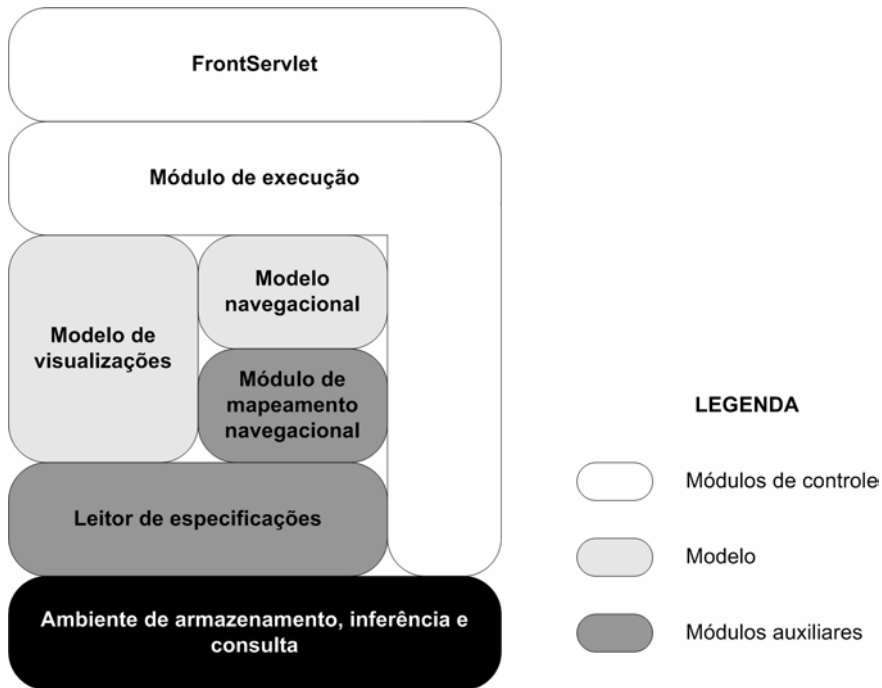 FrontServlet
Módulo de execução
Modelo
navegacional
Modelo de
visualizações
Módulo de
mapeamento
navegacional
Leitor de especificações
Ambiente de armazenamento, inferência e
consulta
LEGENDA
Módulos de controle
Modelo
Módulos auxiliares